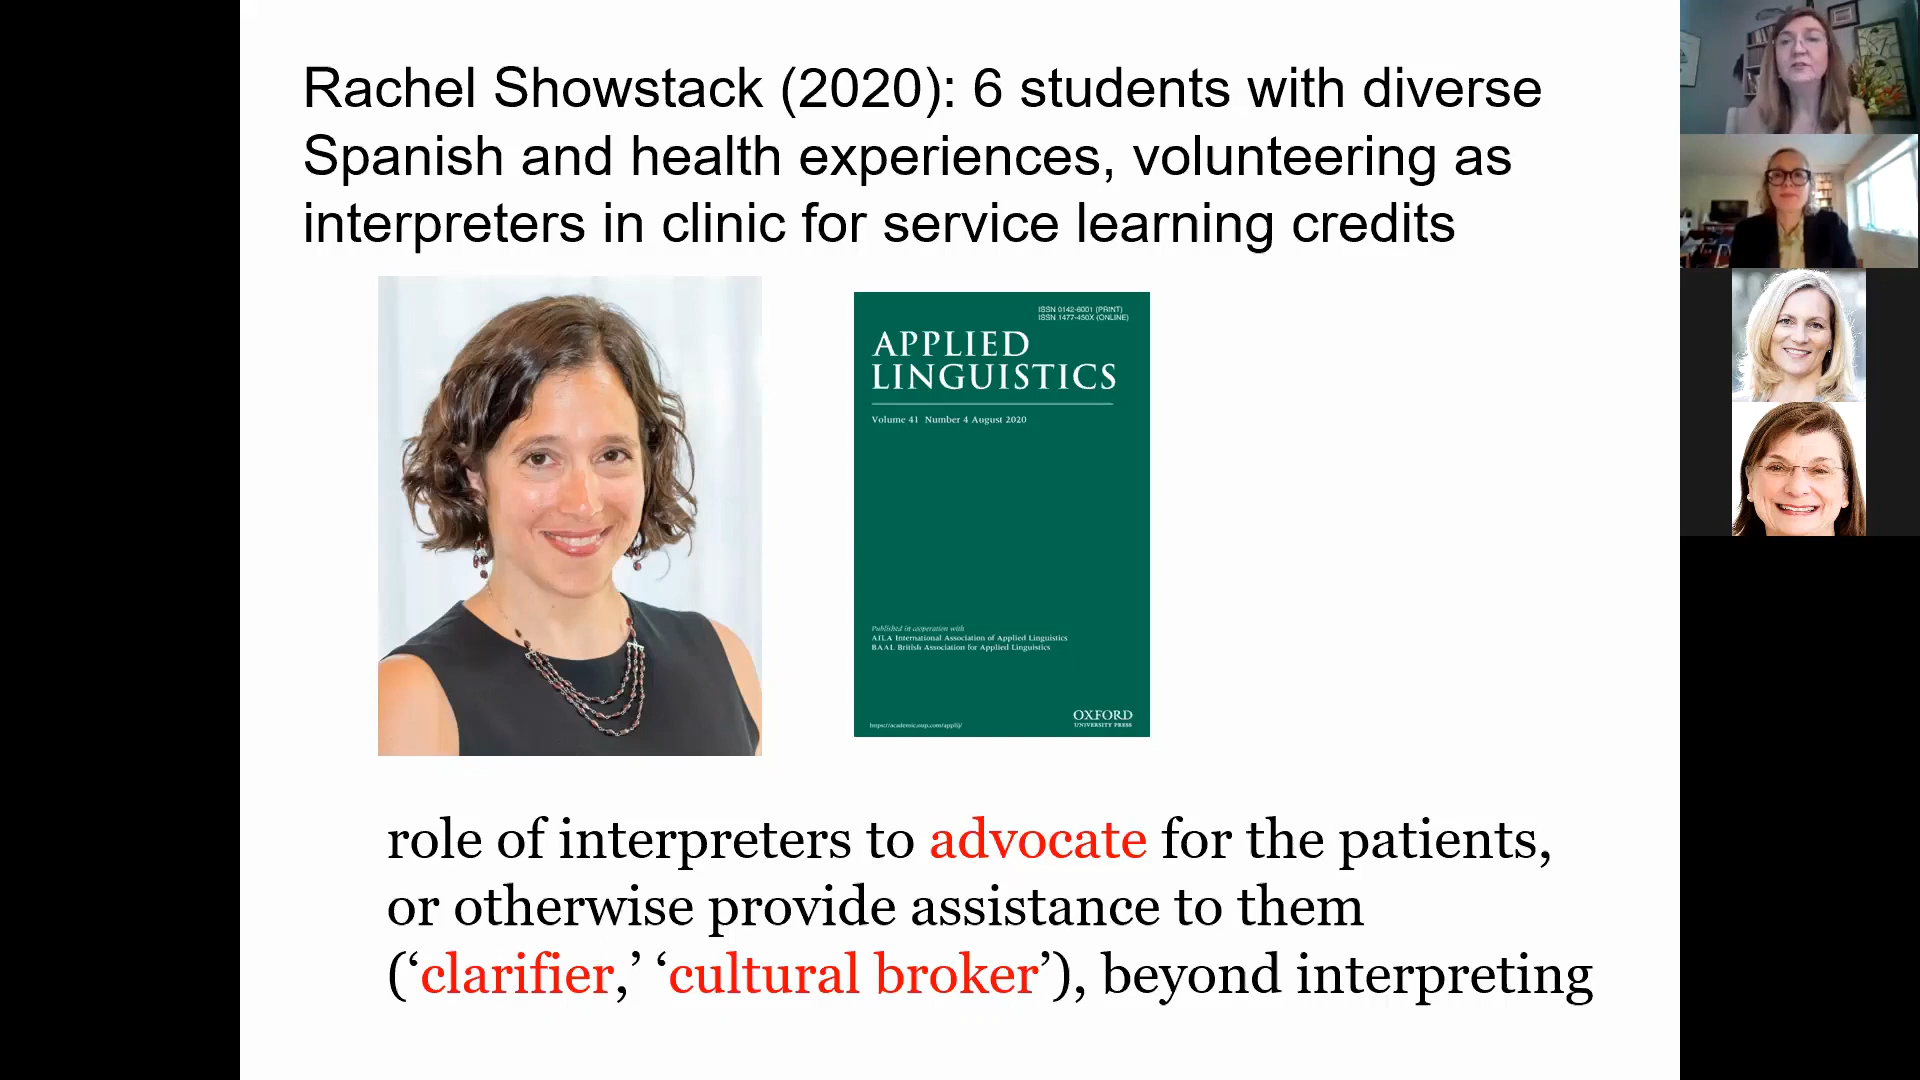 Rachel Showstack (2020): 6 students with diverse
Spanish and health experiences, volunteering as
interpreters in clinic for service learning credits
ISSN 0142-6001 (PRINT)
ISSN 1477-450X (ONLINE)
APPLIED
LINGUISTICS
Volume 41 Number 4 August 2020
Published in cooperation with
AILA International Association of Applied Linguistics
BAAL British Association for Applied Linguistics
https://academic.oup.com/applij/
OXFORD
UNIVERSITY PRESS
role of interpreters to advocate for the patients,
or otherwise provide assistance to them
(‘clarifier,’ ‘cultural broker’), beyond interpreting